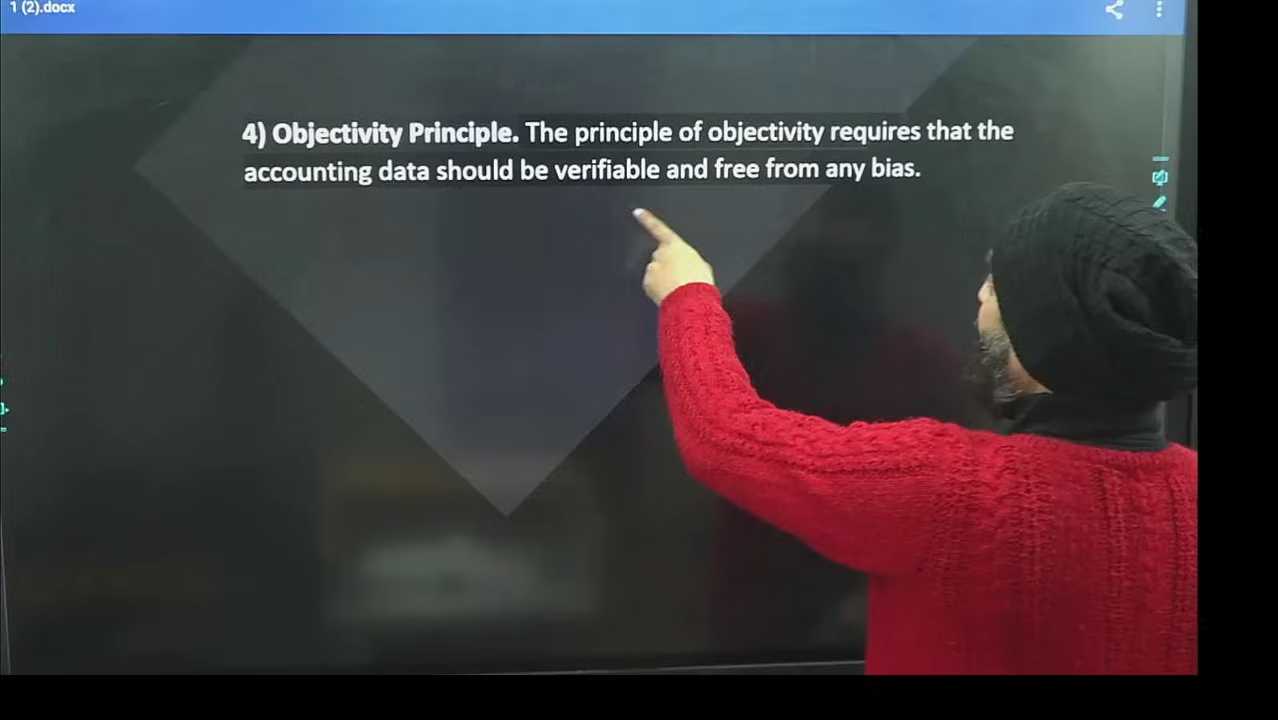 1 (2).docx
4) Objectivity Principle. The principle of objectivity requires that the
accounting data should be verifiable and free from any bias.